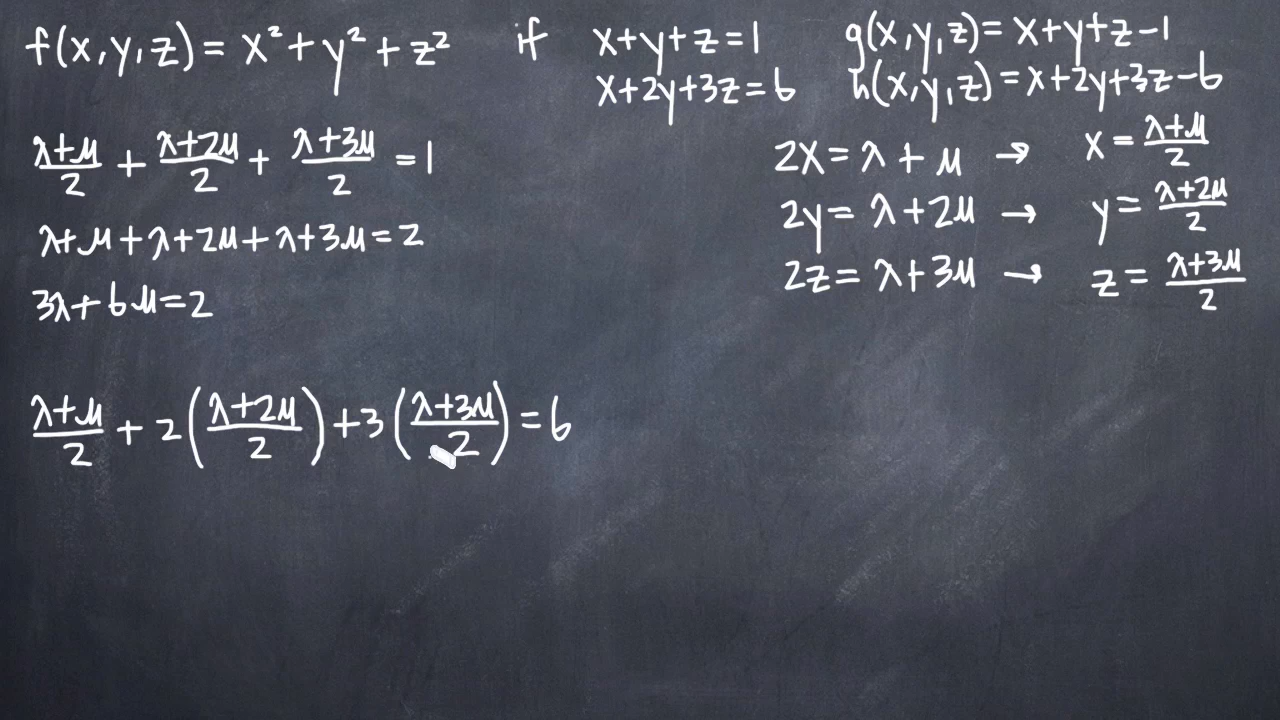 f(x,y,z) = x² + y² + z² if x+y+z=1 g(x,y,z) = x+y+z-1
x+2y+3z=6 h(x,y,z) = x+2y+3z-6
(λ+μ)/2 + (λ+2μ)/2 + (λ+3μ)/2 = 1
λ+μ+λ+2μ+λ+3μ=2
3λ+6μ=2
(λ+μ)/2 + 2((λ+2μ)/2) + 3((λ+3μ)/2) = 6
2x = λ+μ → x = (λ+μ)/2
2y = λ+2μ → y = (λ+2μ)/2
2z = λ+3μ → z = (λ+3μ)/2